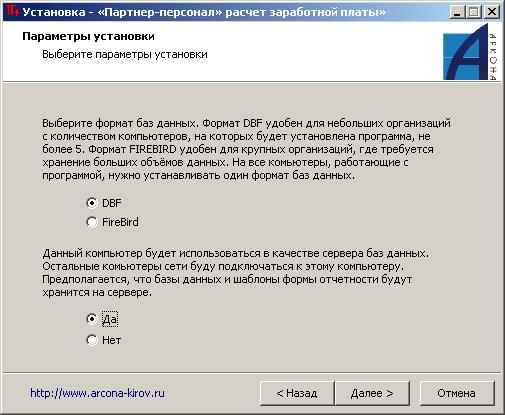 Установка - «Партнер-персонал» расчет заработной платы»
Параметры установки
Выберите параметры установки
АРКОНА
Выберите формат баз данных. Формат DBF удобен для небольших организаций
с количеством компьютеров, на которых будет установлена программа, не
более 5. Формат FIREBIRD удобен для крупных организаций, где требуется
хранение больших объёмов данных. На все комьютеры, работающие с
программой, нужно устанавливать один формат баз данных.
DBF
FireBird
Данный компьютер будет использоваться в качестве сервера баз данных.
Остальные комьютеры сети буду подключаться к этому компьютеру.
Предполагается, что базы данных и шаблоны формы отчетности будут
хранится на сервере.
Да
Нет
http://www.arcona-kirov.ru
< Назад
Далее >
Отмена